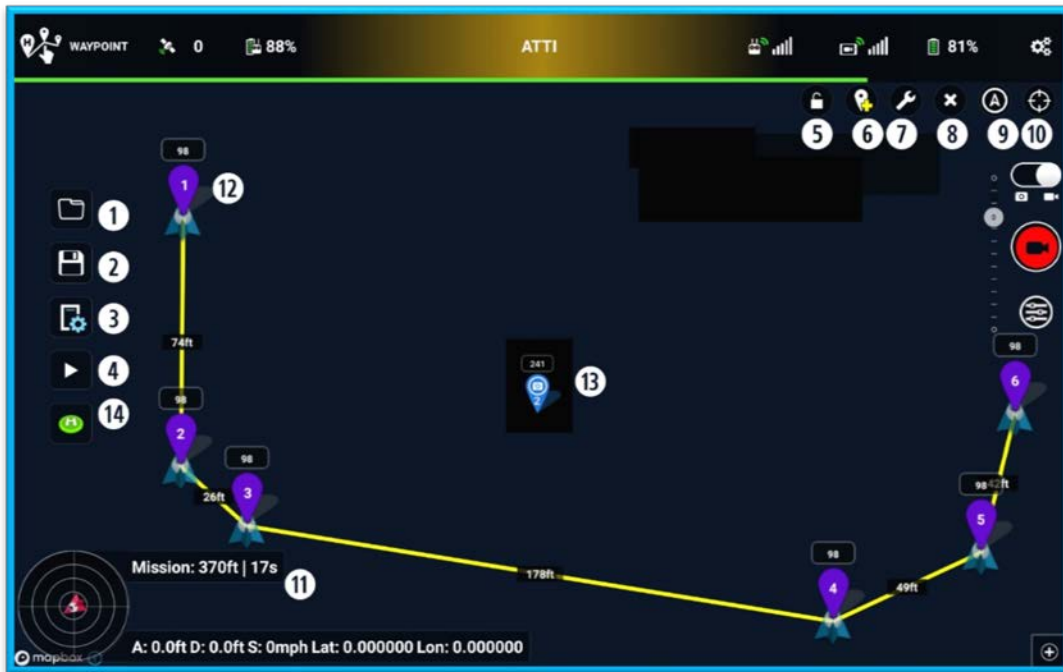 WAYPOINT 0 88% ATTI 81%
5 6 7 8 A 9 10
98
1 12
1
2
3
74ft
4
98
14
2
26ft
98
3
241
2 13
0
98
6
98 42ft
5
178ft
98
4
49ft
Mission: 370ft | 17s 11
A: 0.0ft D: 0.0ft S: 0mph Lat: 0.000000 Lon: 0.000000
mapbox